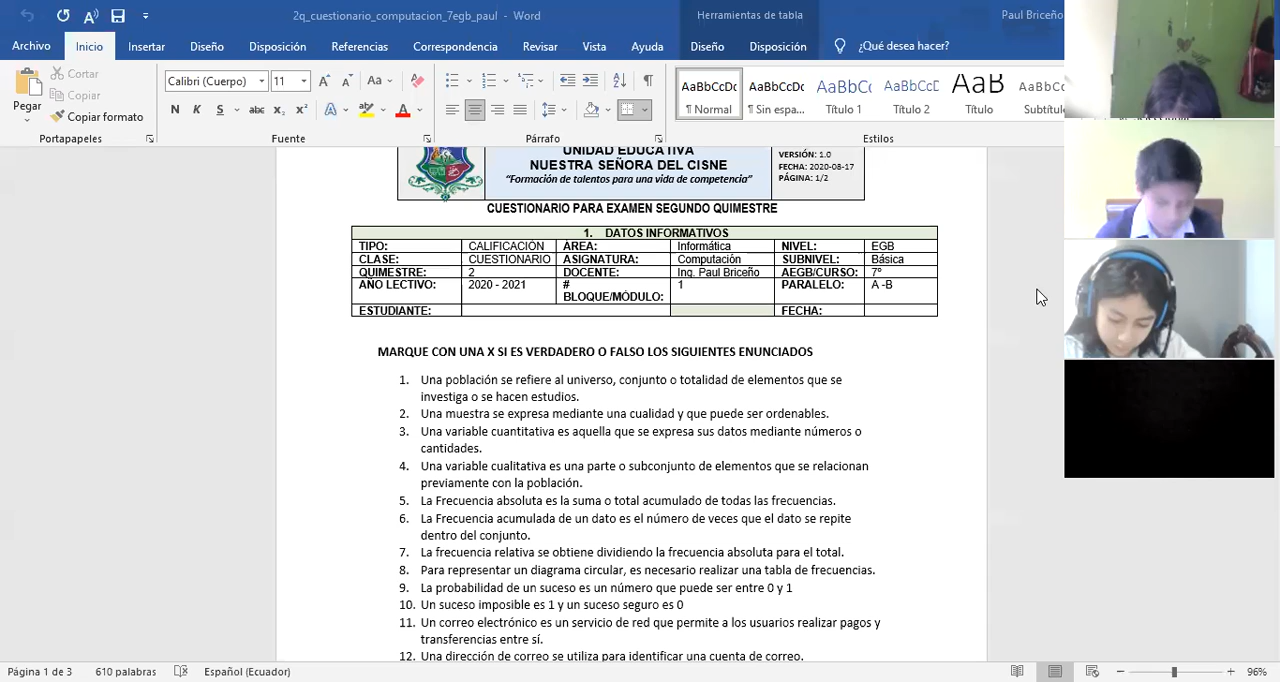 2q_cuestionario_computacion_7egb_paul - Word
Herramientas de tabla
Paul Briceño
Archivo Inicio Insertar Diseño Disposición Referencias Correspondencia Revisar Vista Ayuda Diseño Disposición ¿Qué desea hacer?
Pegar
Cortar
Copiar
Copiar formato
Calibri (Cuerpo) 11
Portapapeles Fuente Párrafo Estilos
AaBbCcDc AaBbCcDc AaBbC AaBbCcD AaB AaBbC
¶ Normal ¶ Sin espa... Título 1 Título 2 Título Subtítu
UNIDAD EDUCATIVA
NUESTRA SEÑORA DEL CISNE
“Formación de talentos para una vida de competencia”
VERSIÓN: 1.0
FECHA: 2020-08-17
PÁGINA: 1/2
CUESTIONARIO PARA EXAMEN SEGUNDO QUIMESTRE
1. DATOS INFORMATIVOS
TIPO: CALIFICACIÓN ÁREA: Informática NIVEL: EGB
CLASE: CUESTIONARIO ASIGNATURA: Computación SUBNIVEL: Básica
QUIMESTRE: 2 DOCENTE: Ing. Paul Briceño AEGB/CURSO: 7º
AÑO LECTIVO: 2020 - 2021 # BLOQUE/MÓDULO: 1 PARALELO: A -B
ESTUDIANTE: FECHA:
MARQUE CON UNA X SI ES VERDADERO O FALSO LOS SIGUIENTES ENUNCIADOS
1. Una población se refiere al universo, conjunto o totalidad de elementos que se
investiga o se hacen estudios.
2. Una muestra se expresa mediante una cualidad y que puede ser ordenables.
3. Una variable cuantitativa es aquella que se expresa sus datos mediante números o
cantidades.
4. Una variable cualitativa es una parte o subconjunto de elementos que se relacionan
previamente con la población.
5. La Frecuencia absoluta es la suma o total acumulado de todas las frecuencias.
6. La Frecuencia acumulada de un dato es el número de veces que el dato se repite
dentro del conjunto.
7. La frecuencia relativa se obtiene dividiendo la frecuencia absoluta para el total.
8. Para representar un diagrama circular, es necesario realizar una tabla de frecuencias.
9. La probabilidad de un suceso es un número que puede ser entre 0 y 1
10. Un suceso imposible es 1 y un suceso seguro es 0
11. Un correo electrónico es un servicio de red que permite a los usuarios realizar pagos y
transferencias entre sí.
12. Una dirección de correo se utiliza para identificar una cuenta de correo.
Página 1 de 3 610 palabras Español (Ecuador) 96%